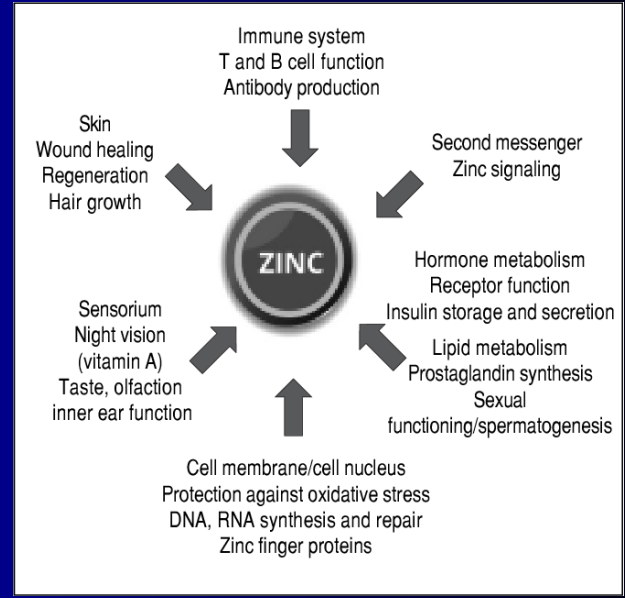 Immune system
T and B cell function
Antibody production
Skin
Wound healing
Regeneration
Hair growth
Second messenger
Zinc signaling
ZINC
Hormone metabolism
Receptor function
Insulin storage and secretion
Sensorium
Night vision
(vitamin A)
Taste, olfaction
inner ear function
Lipid metabolism
Prostaglandin synthesis
Sexual
functioning/spermatogenesis
Cell membrane/cell nucleus
Protection against oxidative stress
DNA, RNA synthesis and repair
Zinc finger proteins